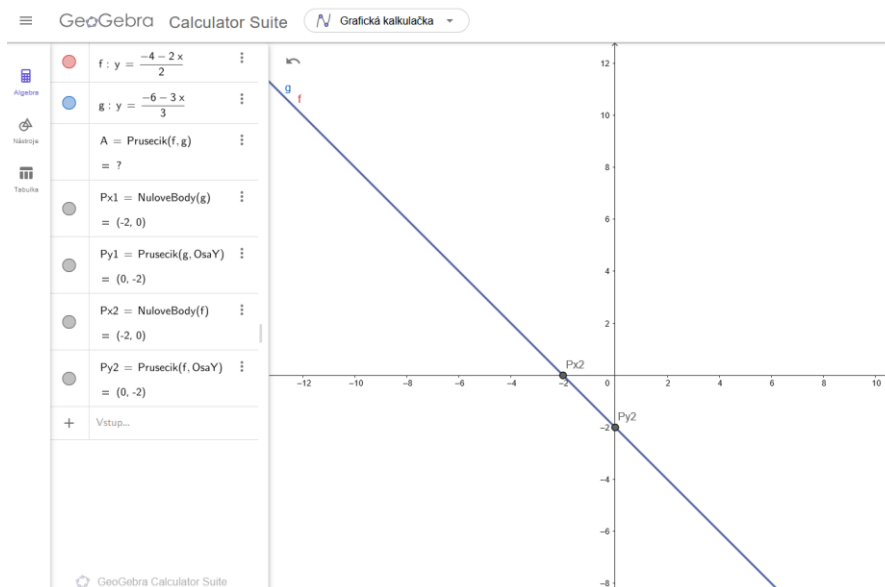 GeoGebra Calculator Suite Grafická kalkulačka
Algebra
Nástroje
Tabulka
f : y = (−4 − 2 x)/2
g : y = (−6 − 3 x)/3
A = Prusecik(f, g)
= ?
Px1 = NuloveBody(g)
= (-2, 0)
Py1 = Prusecik(g, OsaY)
= (0, -2)
Px2 = NuloveBody(f)
= (-2, 0)
Py2 = Prusecik(f, OsaY)
= (0, -2)
+ Vstup...
GeoGebra Calculator Suite
g
f
12
10
8
6
4
2
Px2
−12 −10 −8 −6 −4 −2 0 2 4 6 8 10
Py2
−2
−4
−6
−8